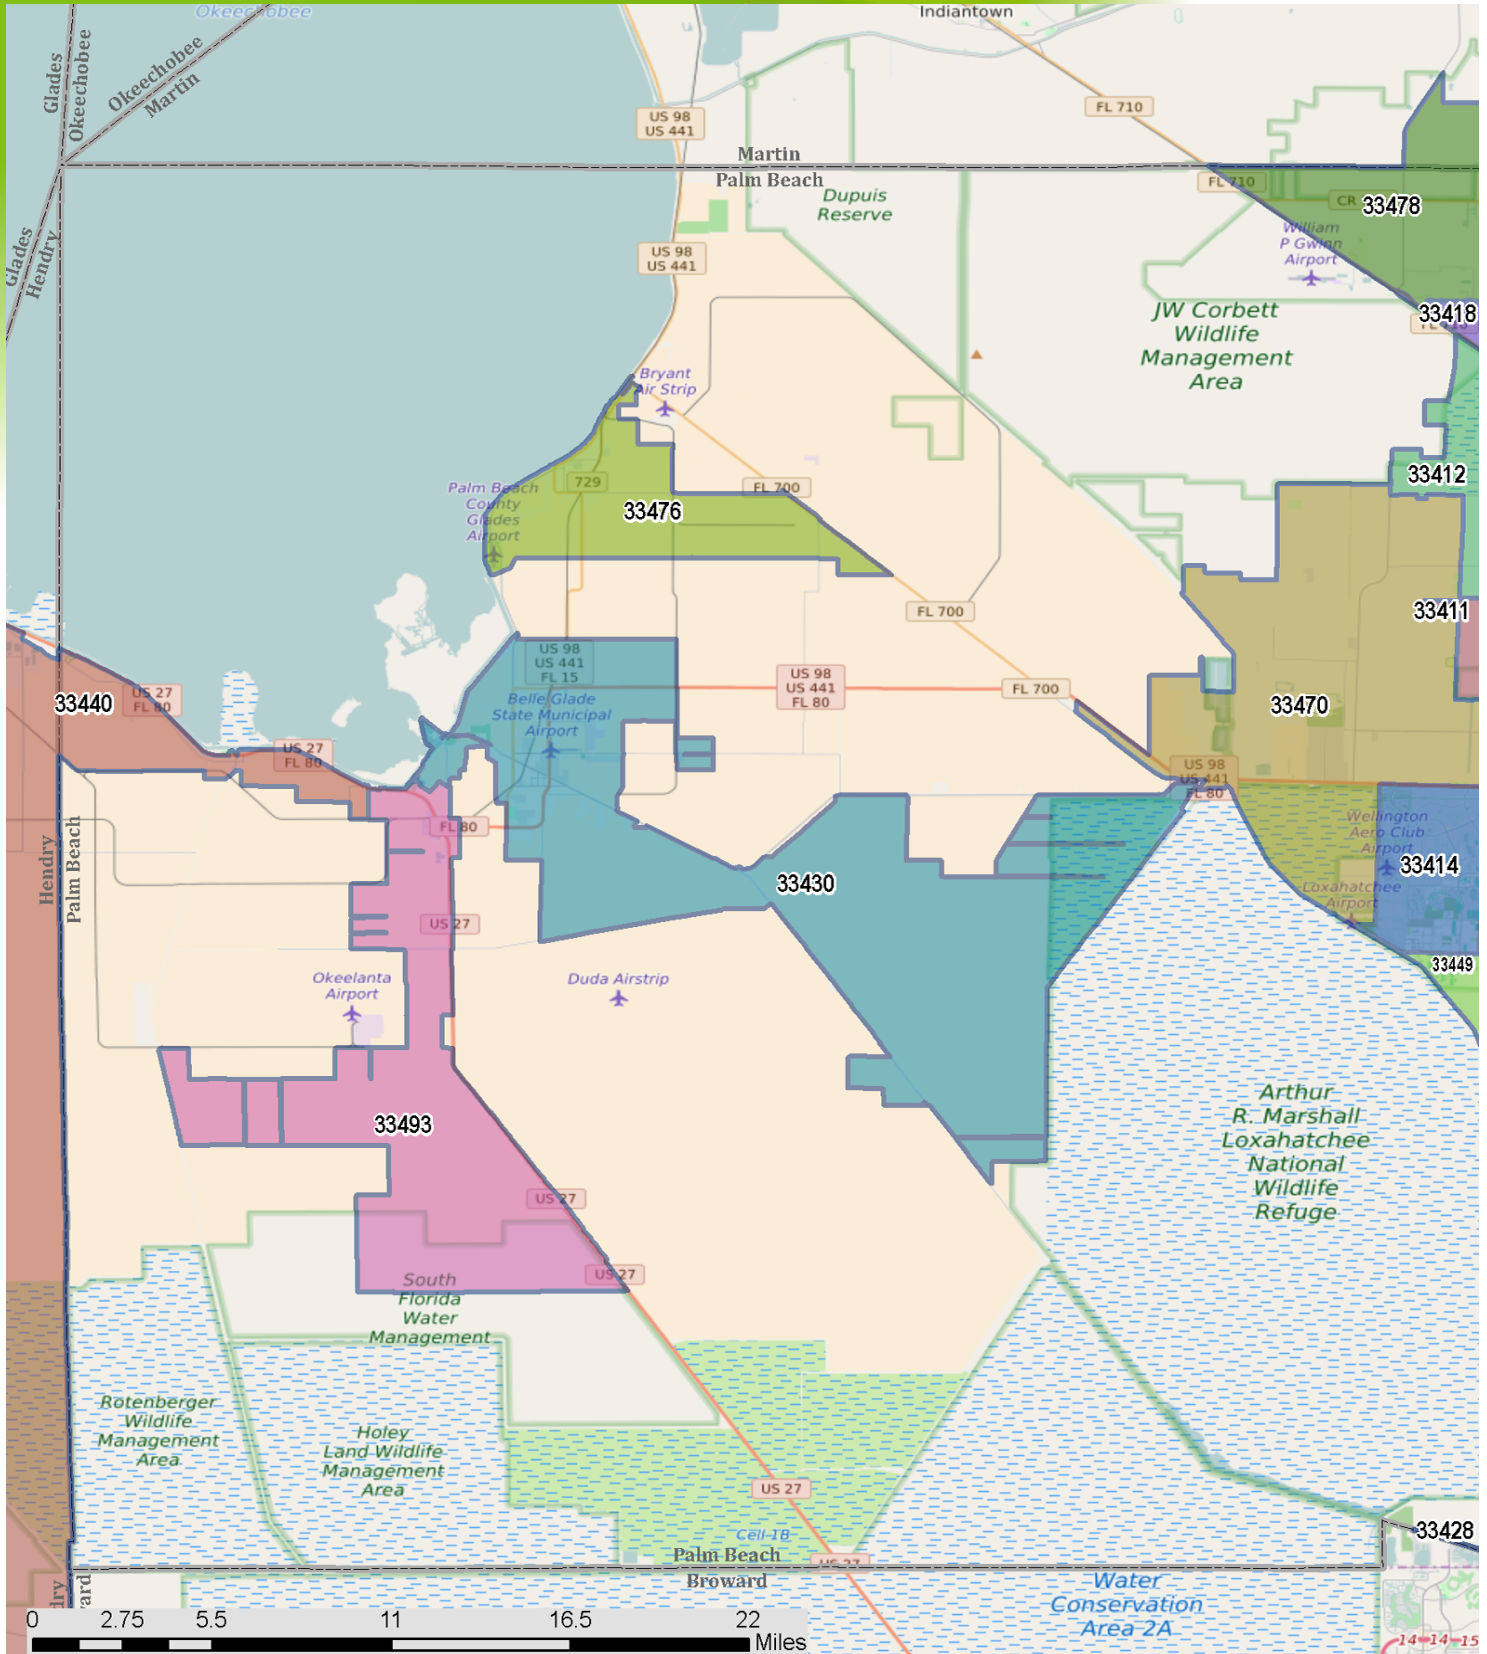 Okeechobee
Indiantown
Glades
Okeechobee
Okeechobee
Martin
FL 710
US 98
US 441
Martin
Palm Beach
FL 710
Dupuis
Reserve
CR
33478
William
P Gwinn
Airport
Glades
Hendry
US 98
US 441
33418
JW Corbett
Wildlife
Management
Area
Bryant
Air Strip
33412
Palm Beach
County
Glades
Airport
729
FL 700
33476
FL 700
33411
US 98
US 441
FL 15
US 98
US 441
FL 80
FL 700
33440
US 27
FL 80
Belle Glade
State Municipal
Airport
33470
US 27
FL 80
US 98
US 441
FL 80
FL 80
Wellington
Aero Club
Airport
33414
Hendry
Palm Beach
33430
Loxahatchee
Airport
US 27
33449
Okeelanta
Airport
Duda Airstrip
33493
Arthur
R. Marshall
Loxahatchee
National
Wildlife
Refuge
US 27
US 27
South
Florida
Water
Management
Rotenberger
Wildlife
Management
Area
Holey
Land Wildlife
Management
Area
US 27
Cell 1B
33428
Palm Beach
Broward
US 27
Water
Conservation
Area 2A
0 2.75 5.5 11 16.5 22
Miles
14 14 15